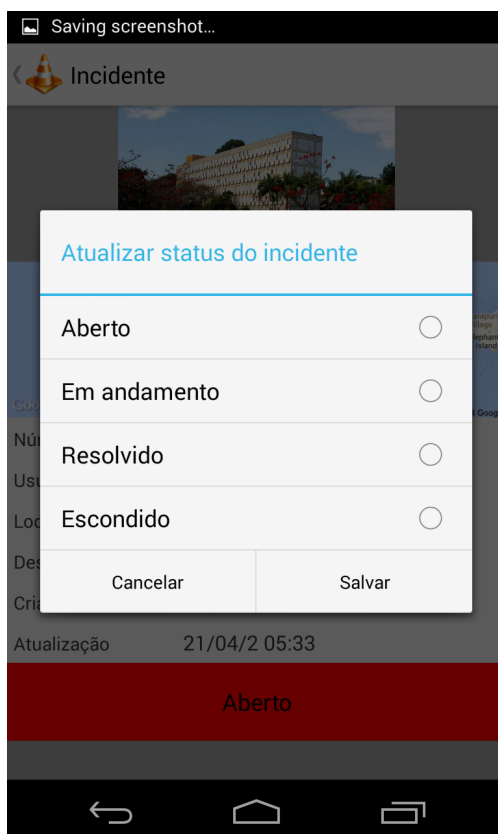 Saving screenshot...
Incidente
Atualizar status do incidente
Aberto
Em andamento
Resolvido
Escondido
Cancelar
Salvar
Atualização 21/04/2 05:33
Aberto